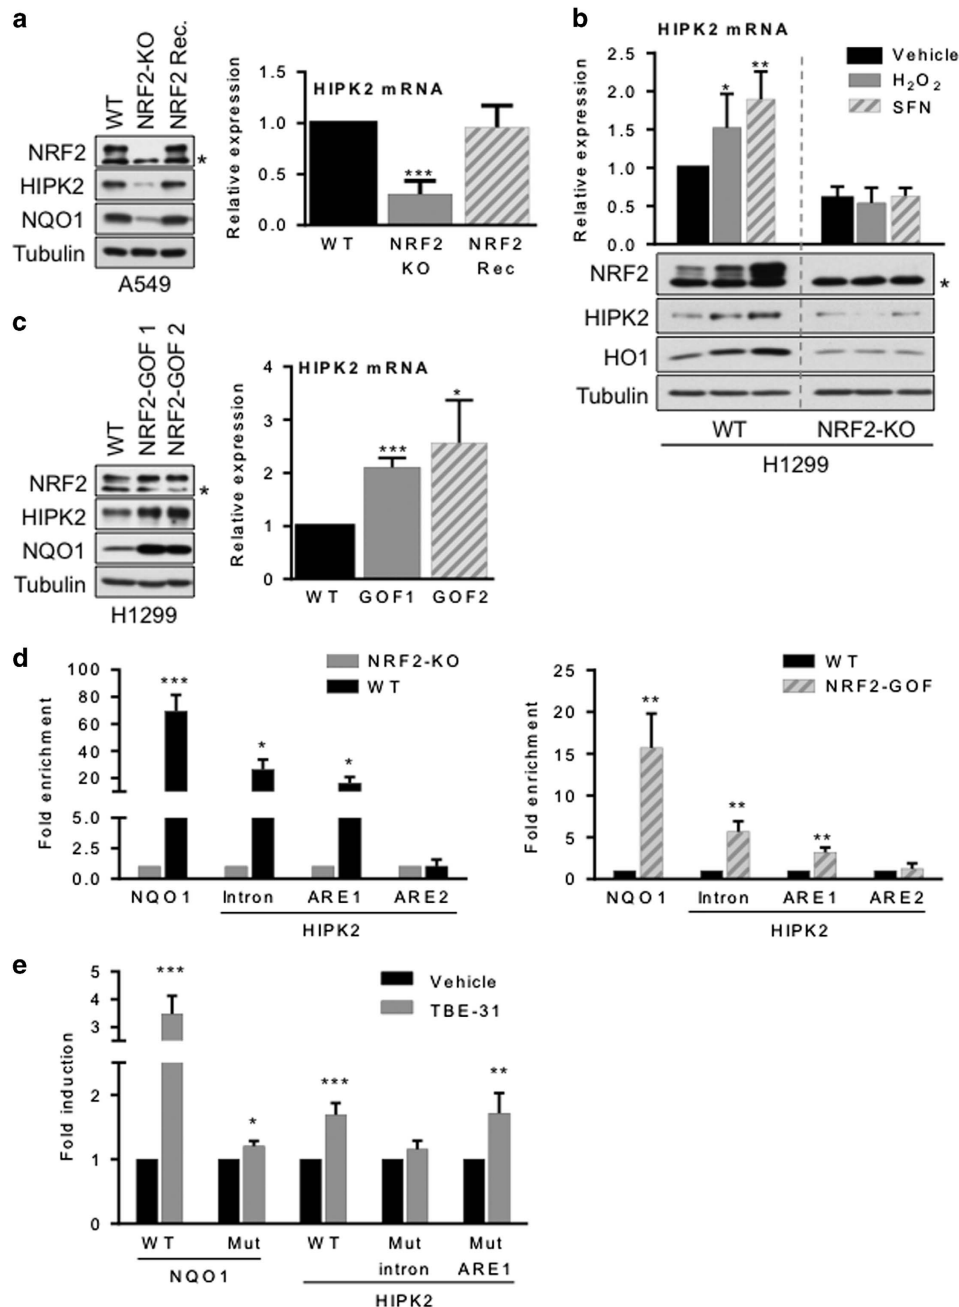 a
WT
NRF2-KO
NRF2 Rec.
NRF2
*
HIPK2
NQO1
Tubulin
A549
Relative expression
HIPK2 mRNA
1.5
1.0
0.5
0.0
***
WT
NRF2 KO
NRF2 Rec
b
HIPK2 mRNA
Relative expression
2.5
2.0
1.5
1.0
0.5
0.0
*
**
Vehicle
H2O2
SFN
NRF2
*
HIPK2
HO1
Tubulin
WT
NRF2-KO
H1299
c
WT
NRF2-GOF 1
NRF2-GOF 2
NRF2
*
HIPK2
NQO1
Tubulin
H1299
Relative expression
HIPK2 mRNA
4
3
2
1
0
***
*
WT
GOF1
GOF2
d
Fold enrichment
100
80
60
40
20
5.0
2.5
0.0
NRF2-KO
WT
***
*
*
NQO1
Intron
ARE1
ARE2
HIPK2
Fold enrichment
25
20
15
10
5
0
WT
NRF2-GOF
**
**
**
NQO1
Intron
ARE1
ARE2
HIPK2
e
Fold induction
5
4
3
2
1
0
Vehicle
TBE-31
***
*
***
**
WT
Mut
WT
Mut intron
Mut ARE1
NQO1
HIPK2